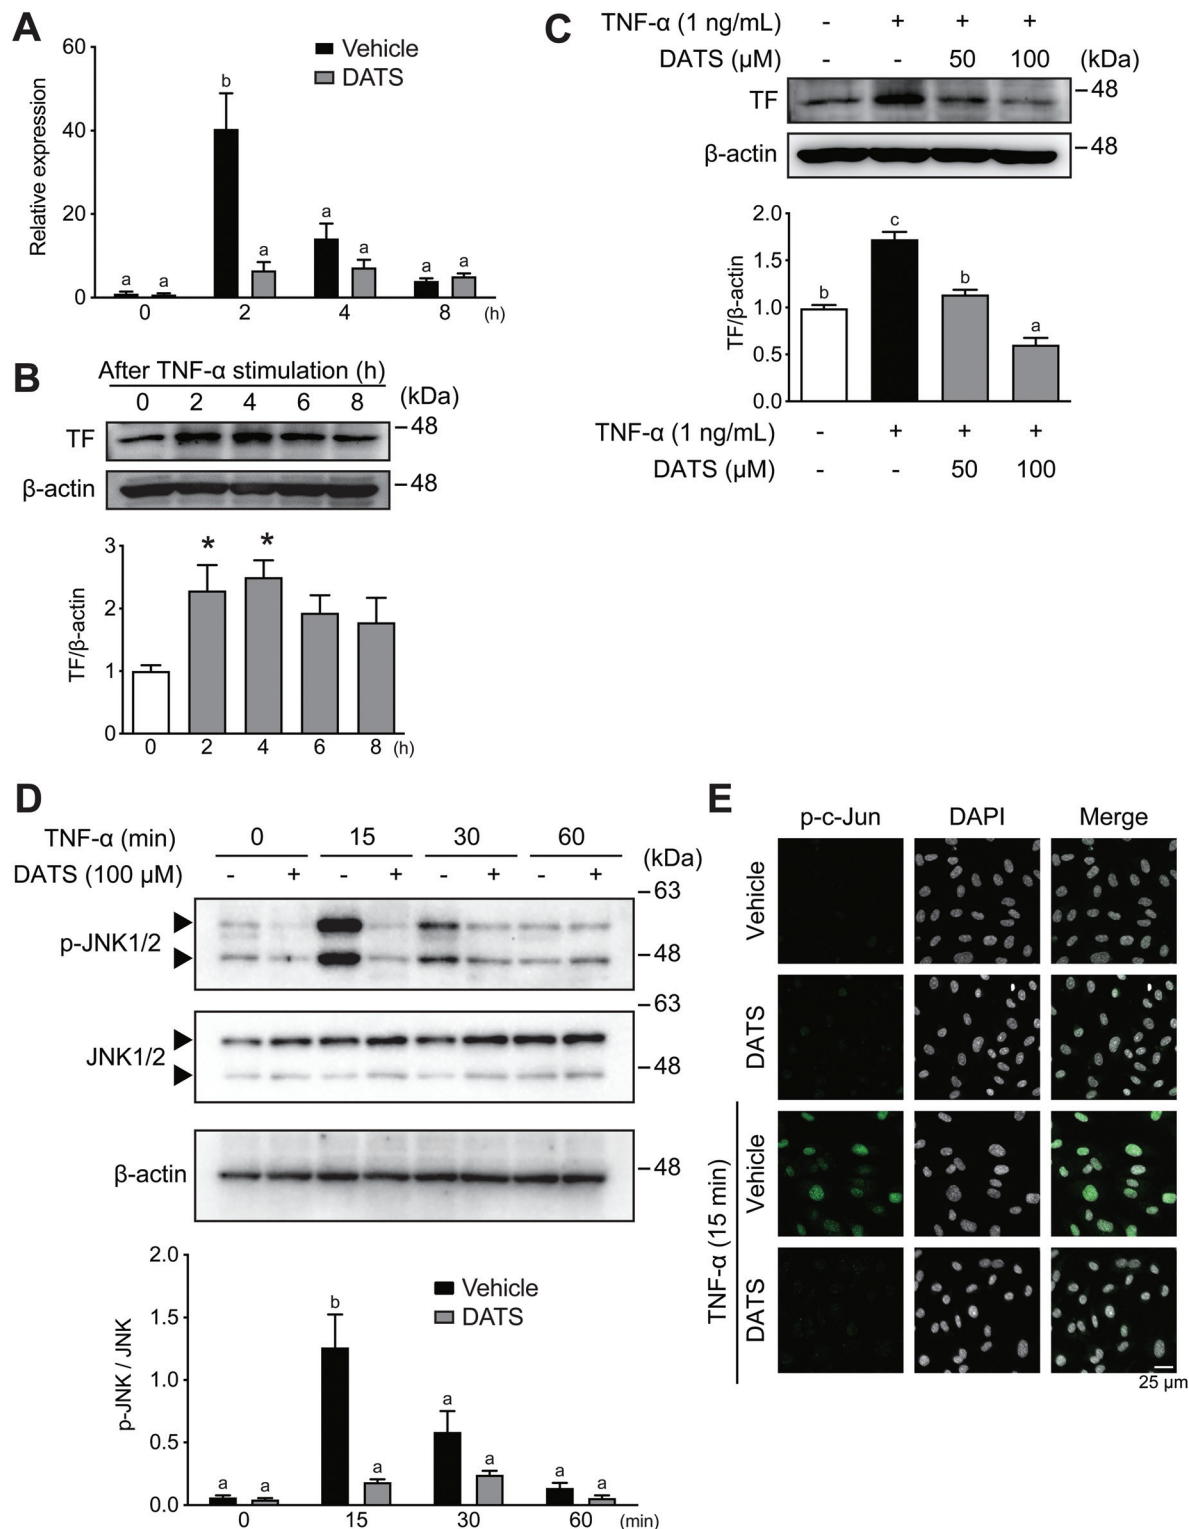 A
60
40
20
0
Relative expression
Vehicle
DATS
a a b a a a a a
0 2 4 8 (h)
B
After TNF-α stimulation (h)
0 2 4 6 8 (kDa)
TF
48
β-actin
48
3
2
1
0
TF/β-actin
* *
0 2 4 6 8 (h)
C
TNF-α (1 ng/mL) - + + +
DATS (μM) - - 50 100 (kDa)
TF
48
β-actin
48
2.0
1.5
1.0
0.5
0.0
TF/β-actin
b c b a
TNF-α (1 ng/mL) - + + +
DATS (μM) - - 50 100
D
TNF-α (min) 0 15 30 60
DATS (100 μM) - + - + - + - + (kDa)
63
p-JNK1/2
48
63
JNK1/2
48
β-actin
48
2.0
1.5
1.0
0.5
0.0
p-JNK / JNK
Vehicle
DATS
a a b a a a a a
0 15 30 60 (min)
E
p-c-Jun DAPI Merge
Vehicle
DATS
TNF-α (15 min)
Vehicle
DATS
25 μm